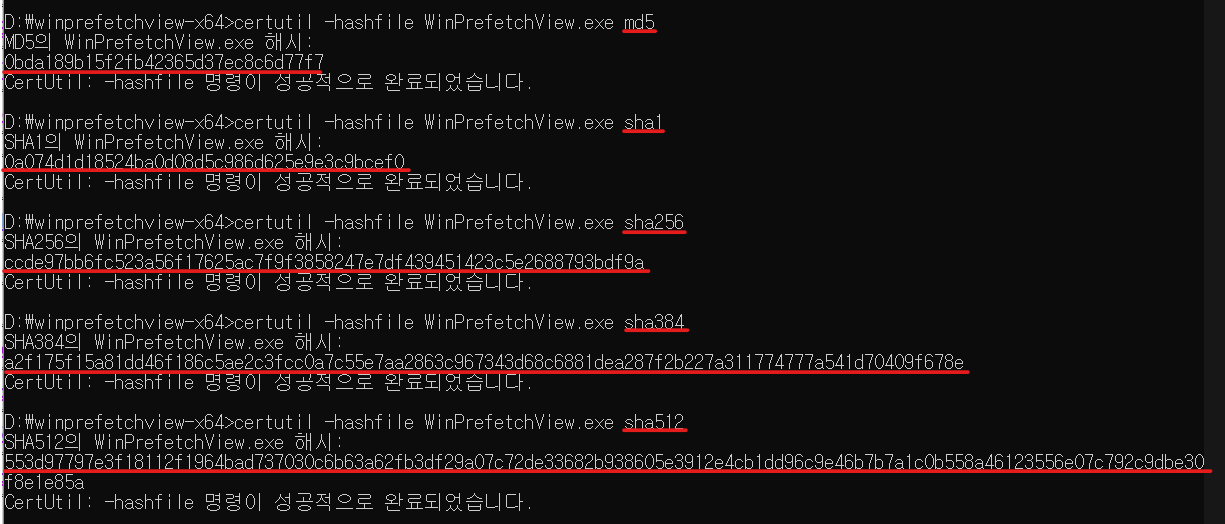 D:₩winprefetchview-x64>certutil -hashfile WinPrefetchView.exe md5
MD5의 WinPrefetchView.exe 해시:
0bda189b15f2fb42365d37ec8c6d77f7
CertUtil: -hashfile 명령이 성공적으로 완료되었습니다.
D:₩winprefetchview-x64>certutil -hashfile WinPrefetchView.exe sha1
SHA1의 WinPrefetchView.exe 해시:
0a074d1d18524ba0d08d5c986d625e9e3c9bcef0
CertUtil: -hashfile 명령이 성공적으로 완료되었습니다.
D:₩winprefetchview-x64>certutil -hashfile WinPrefetchView.exe sha256
SHA256의 WinPrefetchView.exe 해시:
ccde97bb6fc523a56f17625ac7f9f3858247e7df439451423c5e2688793bdf9a
CertUtil: -hashfile 명령이 성공적으로 완료되었습니다.
D:₩winprefetchview-x64>certutil -hashfile WinPrefetchView.exe sha384
SHA384의 WinPrefetchView.exe 해시:
a2f175f15a81dd46f186c5ae2c3fcc0a7c55e7aa2863c967343d68c6881dea287f2b227a311774777a541d70409f678e
CertUtil: -hashfile 명령이 성공적으로 완료되었습니다.
D:₩winprefetchview-x64>certutil -hashfile WinPrefetchView.exe sha512
SHA512의 WinPrefetchView.exe 해시:
553d97797e3f18112f1964bad737030c6b63a62fb3df29a07c72de33682b938605e3912e4cb1dd96c9e46b7b7a1c0b558a46123556e07c792c9dbe30
f8e1e85a
CertUtil: -hashfile 명령이 성공적으로 완료되었습니다.